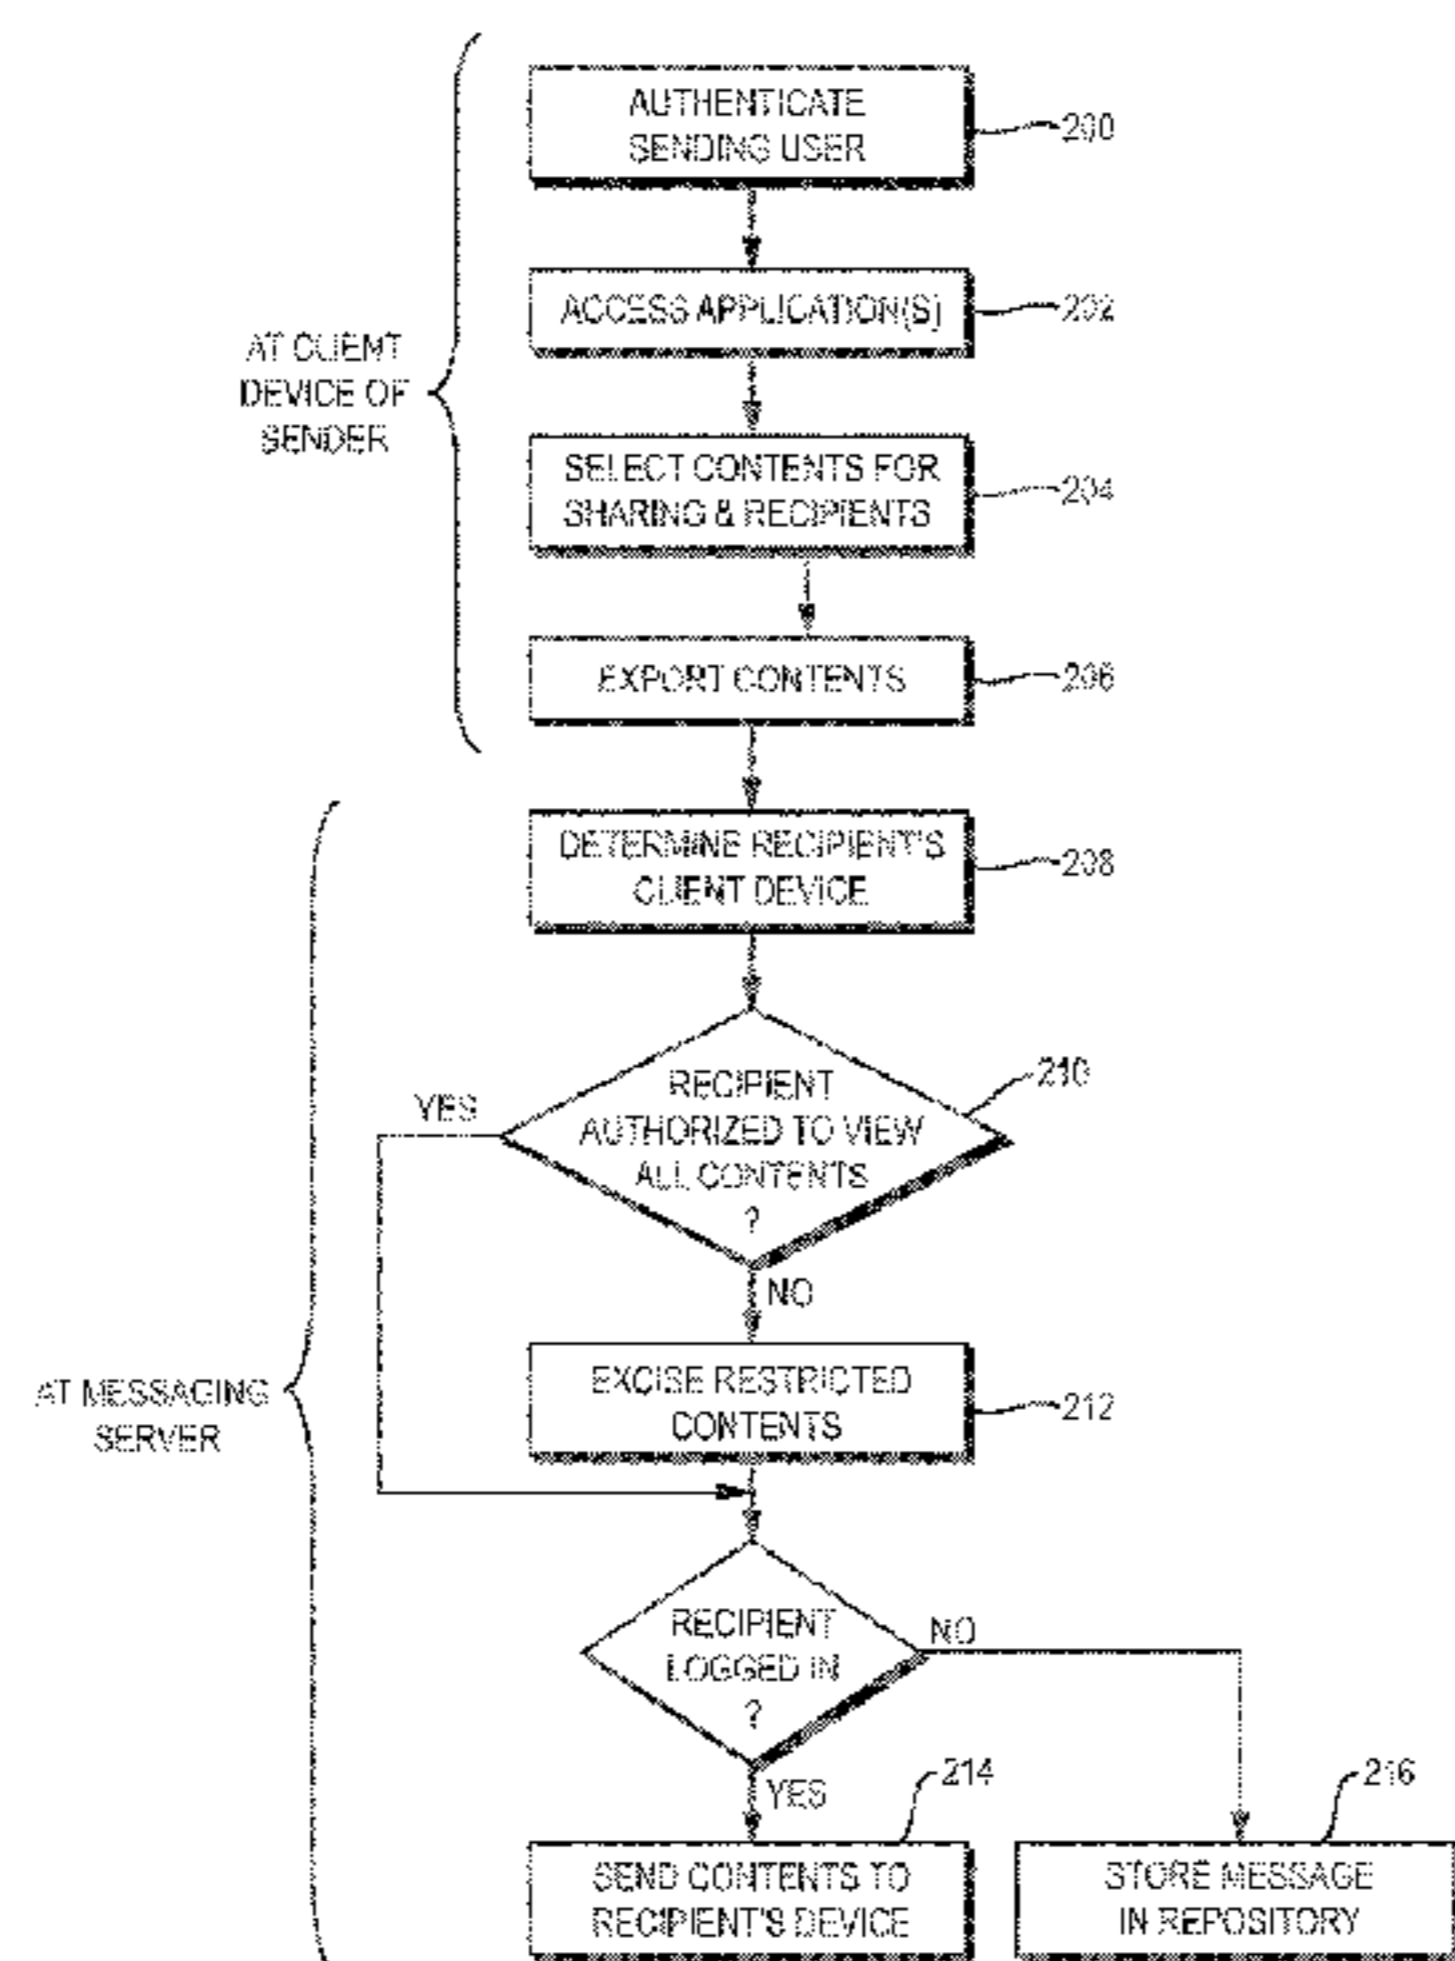 AUTHENTICATE
SENDING USER
200
ACCESS APPLICATION(S)
202
AT CLIENT
DEVICE OF
SENDER
SELECT CONTENTS FOR
SHARING & RECIPIENTS
204
EXPORT CONTENTS
206
DETERMINE RECIPIENT'S
CLIENT DEVICE
208
RECIPIENT
AUTHORIZED TO VIEW
ALL CONTENTS
?
210
YES
NO
EXCISE RESTRICTED
CONTENTS
212
AT MESSAGING
SERVER
RECIPIENT
LOGGED IN
?
NO
YES
214
216
SEND CONTENTS TO
RECIPIENT'S DEVICE
STORE MESSAGE
IN REPOSITORY